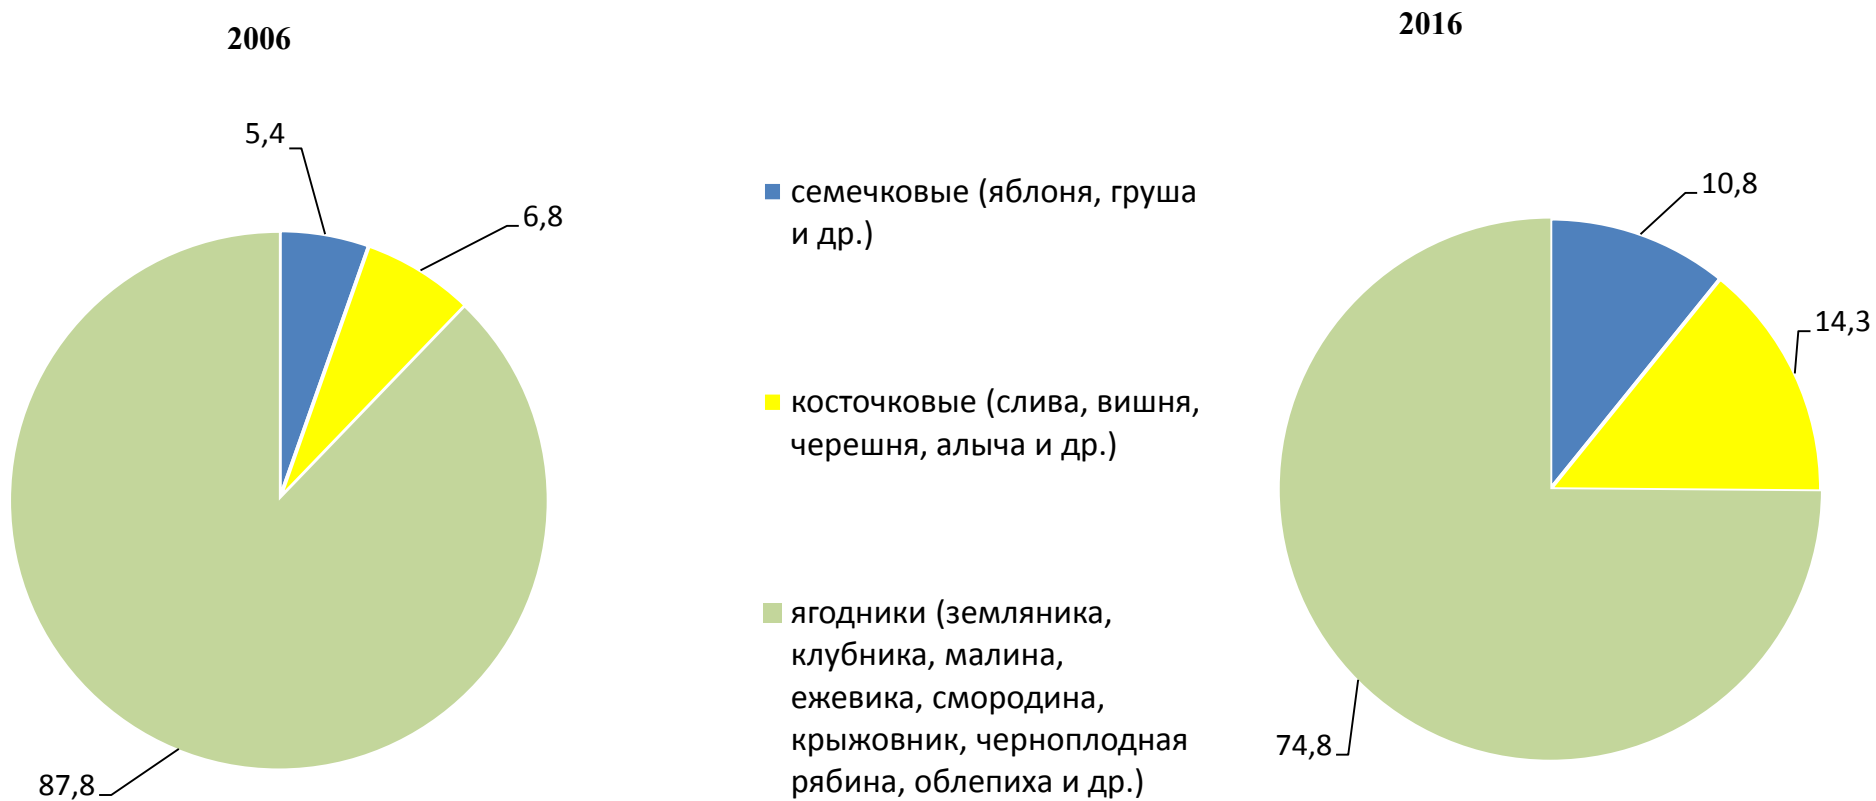 2006
5,4
6,8
87,8
семечковые (яблоня, груша
и др.)
косточковые (слива, вишня,
черешня, алыча и др.)
ягодники (земляника,
клубника, малина,
ежевика, смородина,
крыжовник, черноплодная
рябина, облепиха и др.)
2016
10,8
14,3
74,8